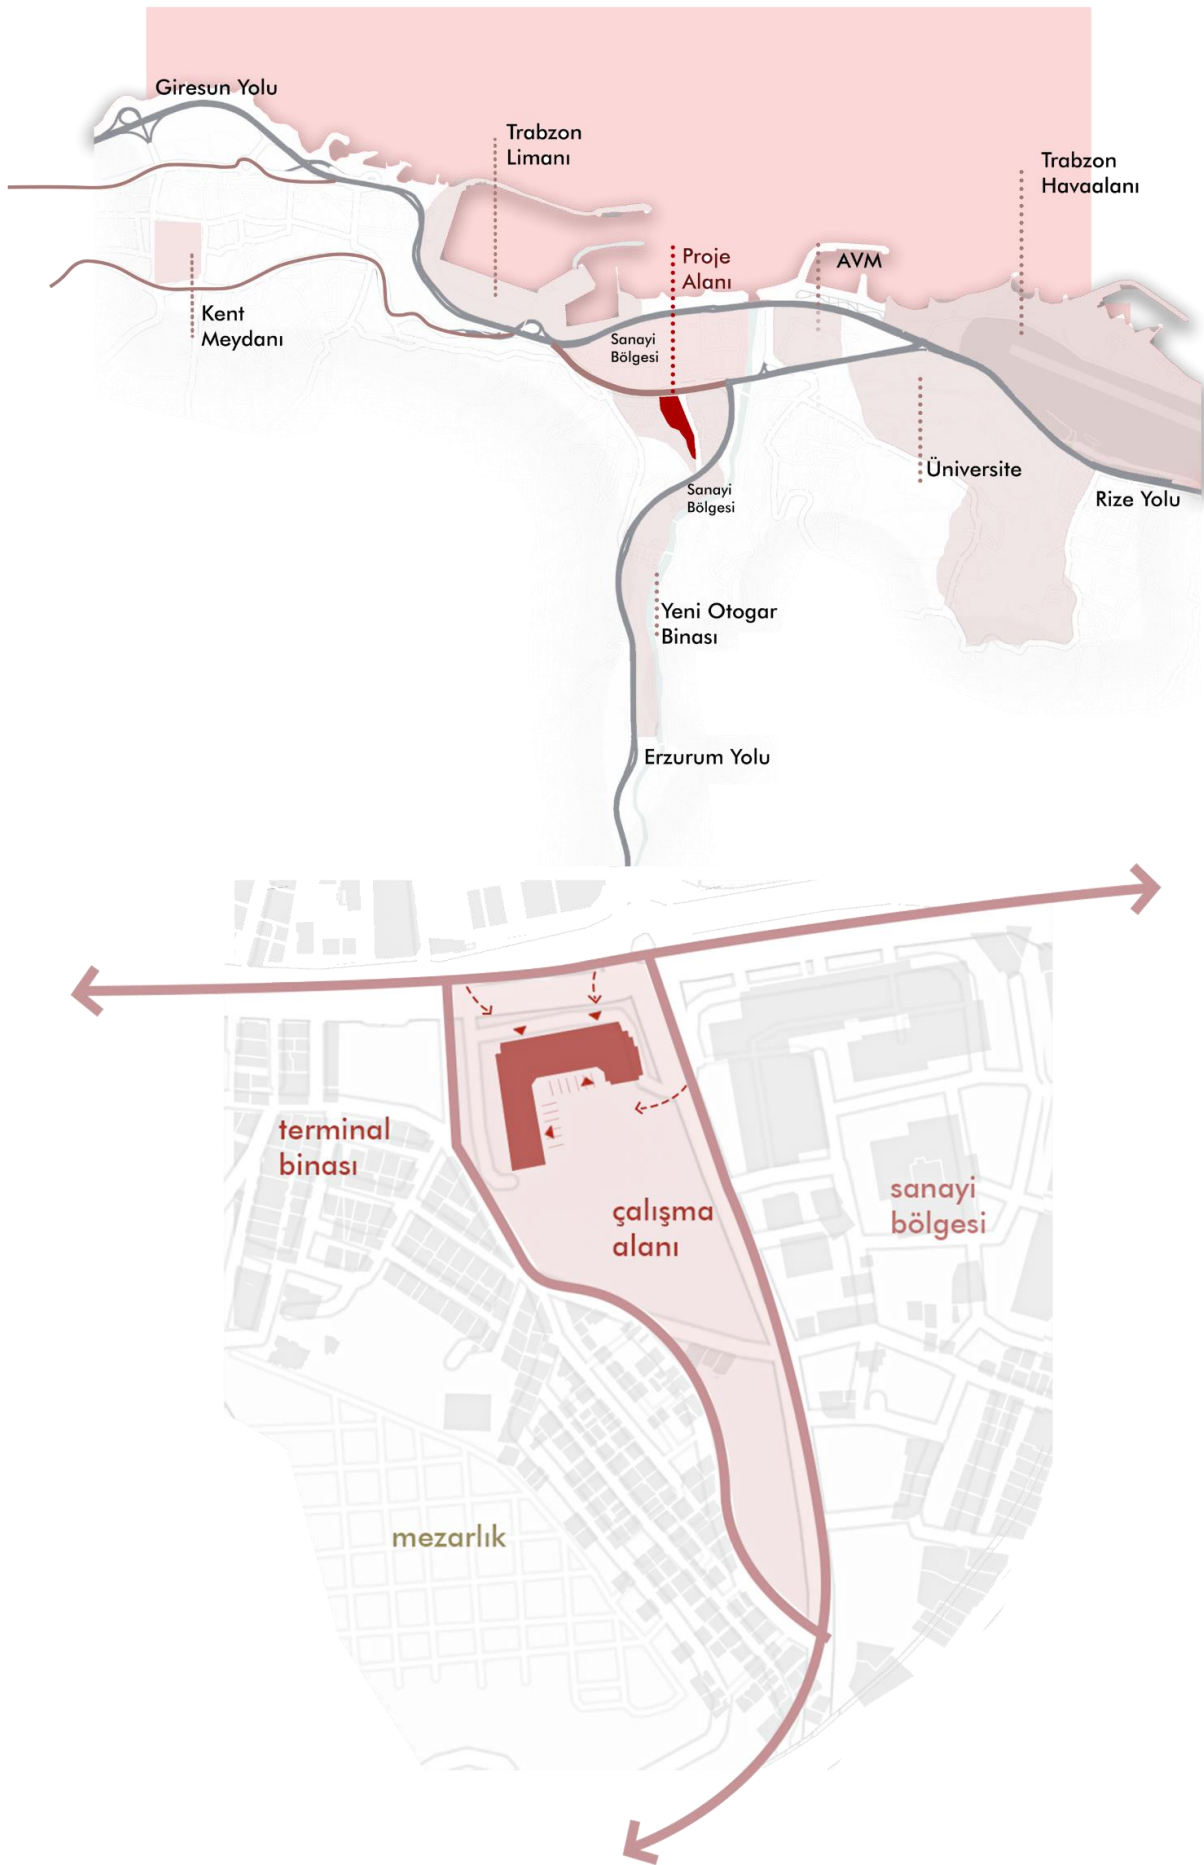 Giresun Yolu
Trabzon
Limanı
Trabzon
Havaalanı
Proje
Alanı
AVM
Kent
Meydanı
Sanayi
Bölgesi
Üniversite
Rize Yolu
Sanayi
Bölgesi
Yeni Otogar
Binası
Erzurum Yolu
terminal
binası
çalışma
alanı
sanayi
bölgesi
mezarlık